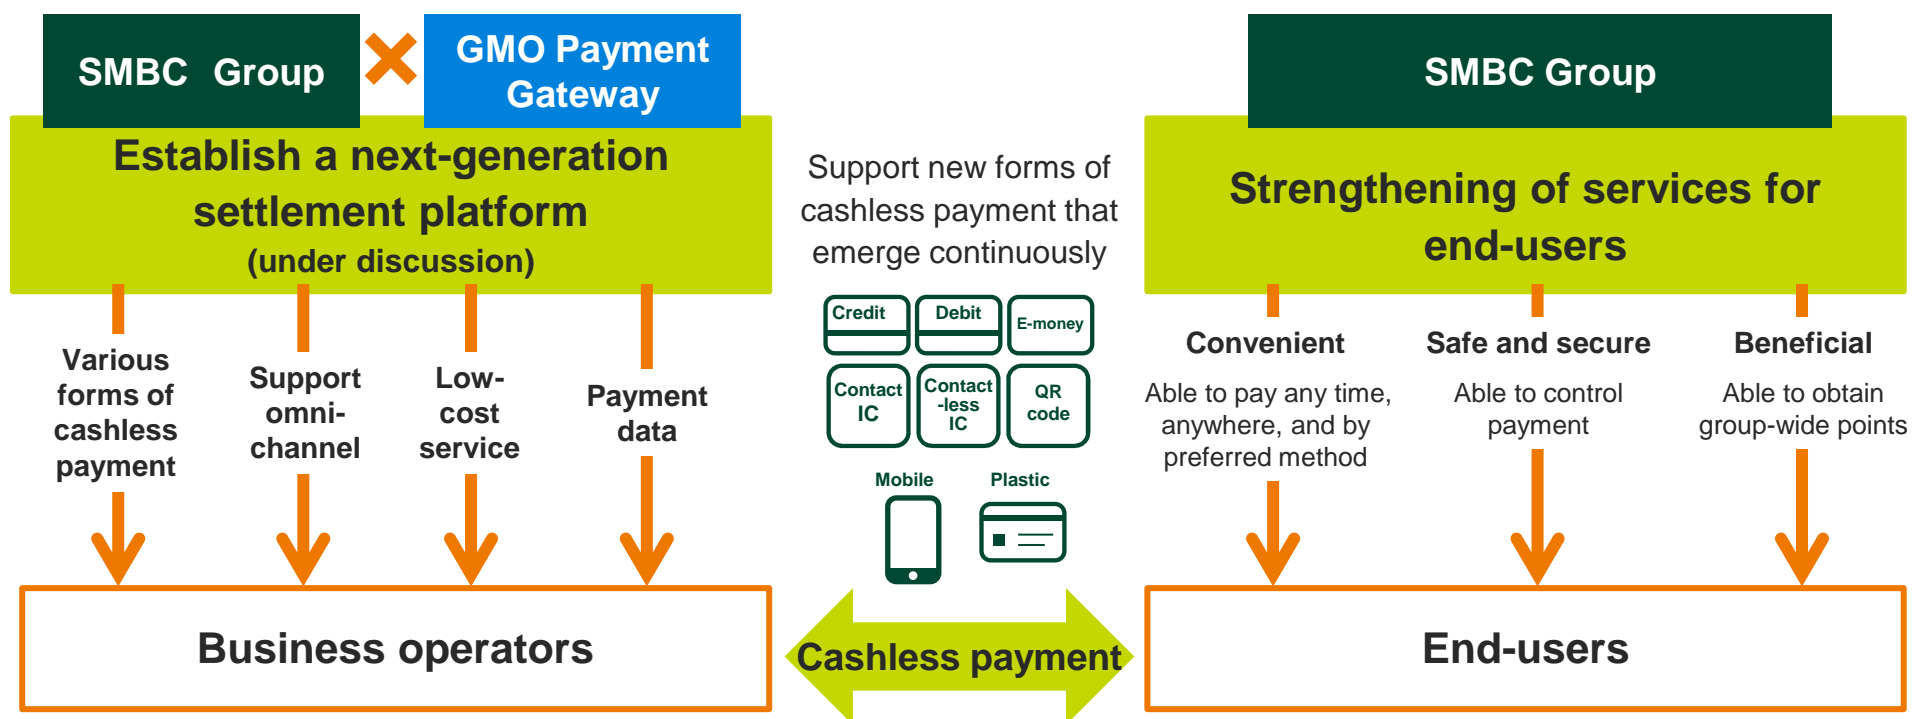 SMBC Group
GMO Payment
Gateway
Establish a next-generation
settlement platform
(under discussion)
Various
forms of
cashless
payment
Support
omni-
channel
Low-
cost
service
Payment
data
Business operators
Support new forms of
cashless payment that
emerge continuously
Credit
Debit
E-money
Contact
IC
Contact
-less
IC
QR
code
Mobile
Plastic
Cashless payment
SMBC Group
Strengthening of services for
end-users
Convenient
Able to pay any time,
anywhere, and by
preferred method
Safe and secure
Able to control
payment
Beneficial
Able to obtain
group-wide points
End-users